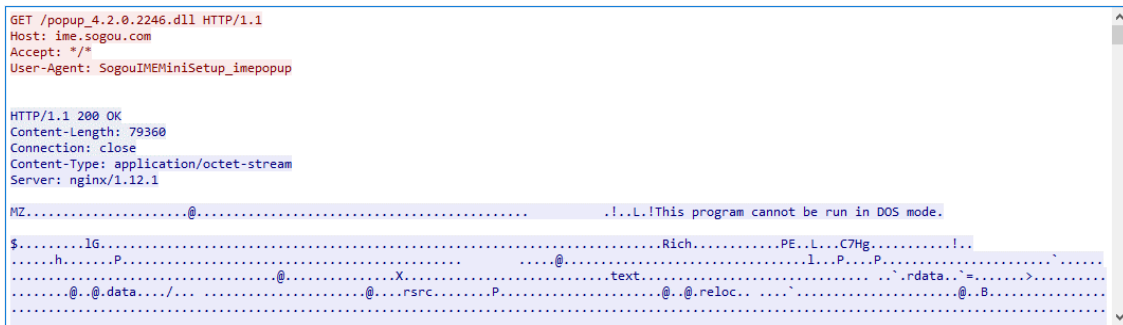 GET /popup_4.2.0.2246.dll HTTP/1.1
Host: ime.sogou.com
Accept: */*
User-Agent: SogouIMEMiniSetup_imepopup
HTTP/1.1 200 OK
Content-Length: 79360
Connection: close
Content-Type: application/octet-stream
Server: nginx/1.12.1
MZ......................@................................................ .!..L.!This program cannot be run in DOS mode.
$.........lG...........................................................................Rich............PE..L...C7Hg...........!..
......h.......P............................................... .....@.................................l...P....P.......................`......
....................................@..............X............................text................................ ..`.rdata..`=.......>..........
........@..@.data..../... ......................@....rsrc........P......................@..@.reloc.. ....`......................@..B................